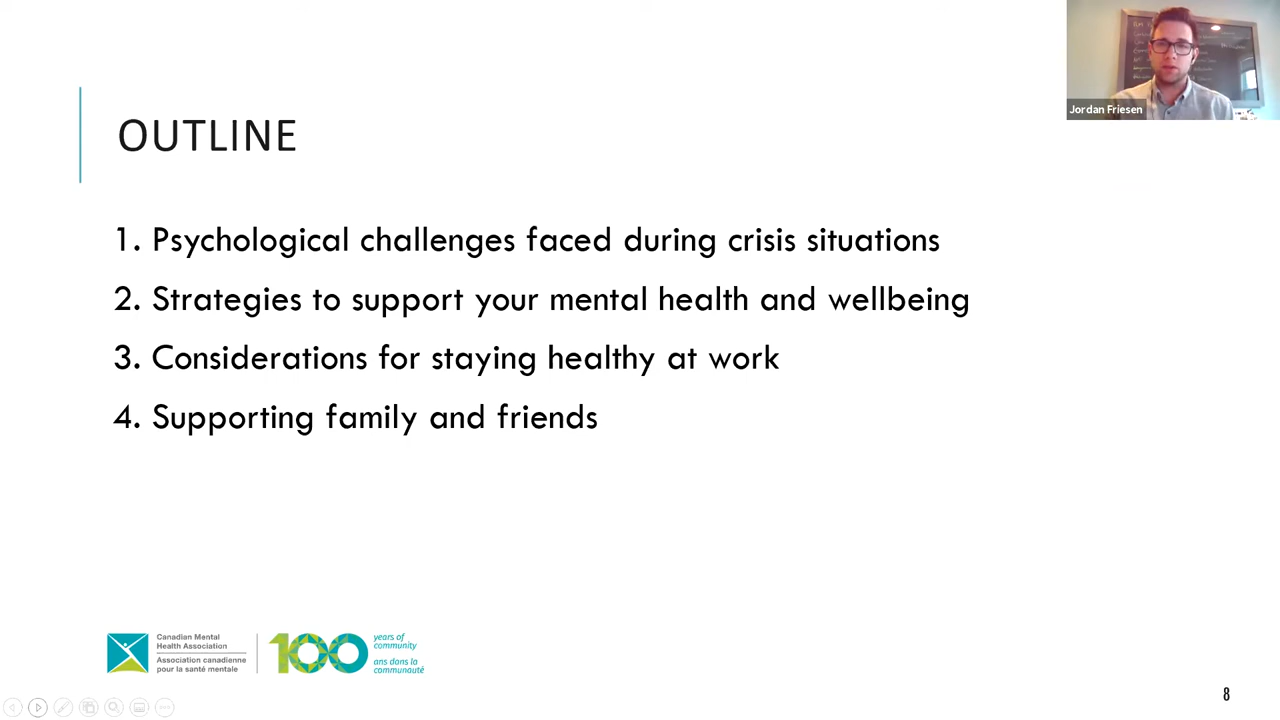 Jordan Friesen
OUTLINE
1. Psychological challenges faced during crisis situations
2. Strategies to support your mental health and wellbeing
3. Considerations for staying healthy at work
4. Supporting family and friends
Canadian Mental
Health Association
Association canadienne
pour la santé mentale
100
years of
community
ans dans la
communauté
8